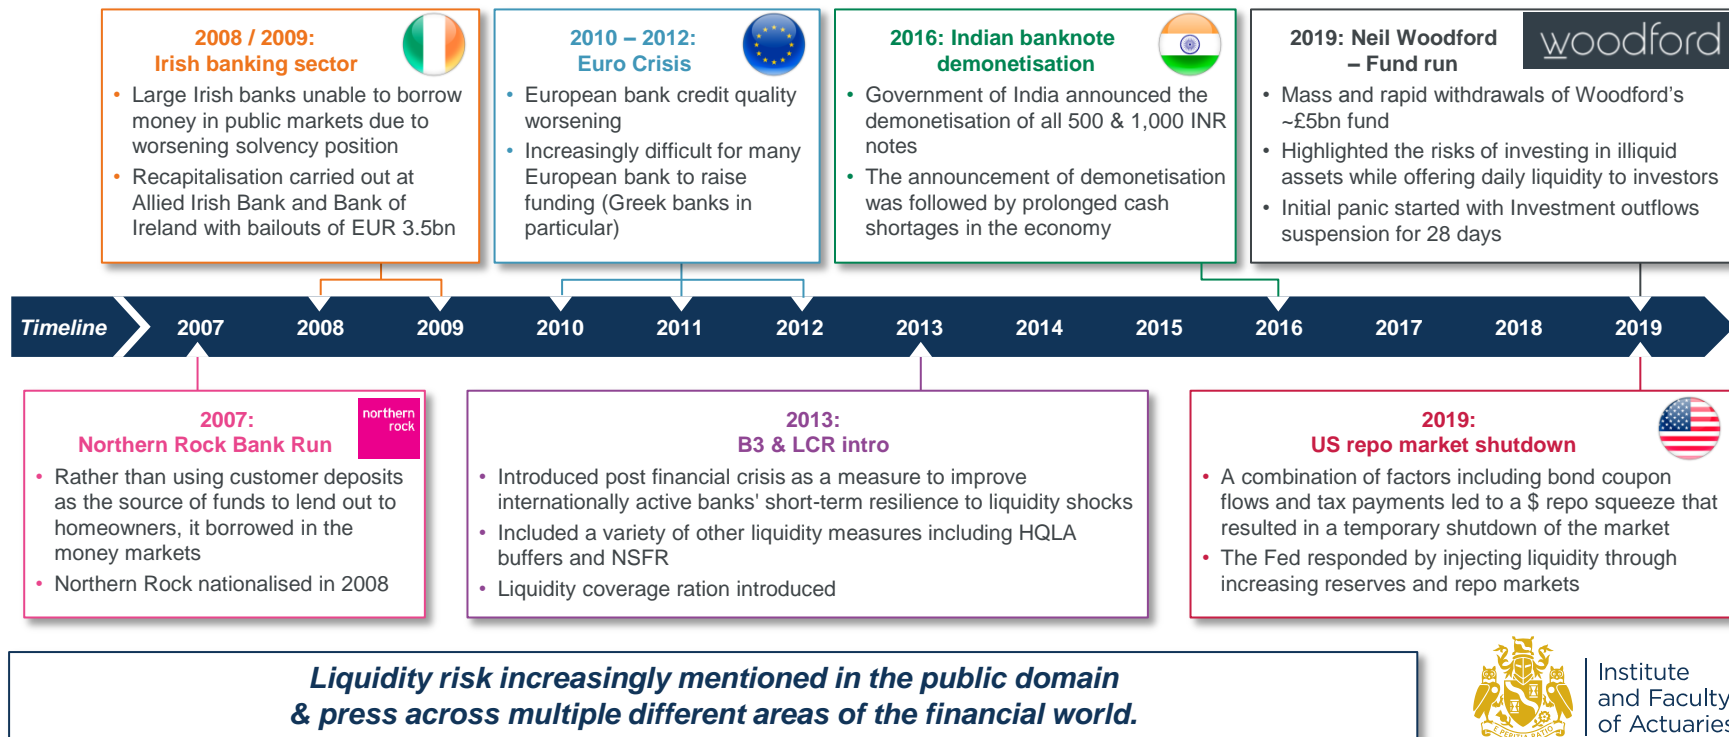 2008 / 2009:
Irish banking sector
• Large Irish banks unable to borrow
money in public markets due to
worsening solvency position
• Recapitalisation carried out at
Allied Irish Bank and Bank of
Ireland with bailouts of EUR 3.5bn
2010 – 2012:
Euro Crisis
• European bank credit quality
worsening
• Increasingly difficult for many
European bank to raise
funding (Greek banks in
particular)
2016: Indian banknote
demonetisation
• Government of India announced the
demonetisation of all 500 & 1,000 INR
notes
• The announcement of demonetisation
was followed by prolonged cash
shortages in the economy
2019: Neil Woodford
– Fund run
woodford
• Mass and rapid withdrawals of Woodford's
~£5bn fund
• Highlighted the risks of investing in illiquid
assets while offering daily liquidity to investors
• Initial panic started with Investment outflows
suspension for 28 days
Timeline 2007 2008 2009 2010 2011 2012 2013 2014 2015 2016 2017 2018 2019
2007:
Northern Rock Bank Run
northern
rock
• Rather than using customer deposits
as the source of funds to lend out to
homeowners, it borrowed in the
money markets
• Northern Rock nationalised in 2008
2013:
B3 & LCR intro
• Introduced post financial crisis as a measure to improve
internationally active banks' short-term resilience to liquidity shocks
• Included a variety of other liquidity measures including HQLA
buffers and NSFR
• Liquidity coverage ration introduced
2019:
US repo market shutdown
• A combination of factors including bond coupon
flows and tax payments led to a $ repo squeeze that
resulted in a temporary shutdown of the market
• The Fed responded by injecting liquidity through
increasing reserves and repo markets
Liquidity risk increasingly mentioned in the public domain
& press across multiple different areas of the financial world.
Institute
and Faculty
of Actuaries